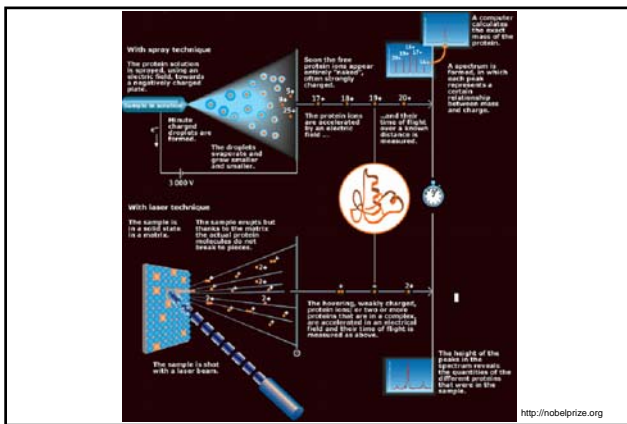 With spray technique
The protein solution
is sprayed, using an
electric field, towards
a negatively charged
plate.
Sample in solution
Minute
charged
droplets are
formed.
The droplets
evaporate and
grow smaller
and smaller.
3 000 V
Soon the free
protein ions appear
entirely "naked",
often strongly
charged.
17+ 18+ 19+ 20+
The protein ions
are accelerated
by an electric
field ...
...and their
time of flight
over a known
distance is
measured.
A computer
calculates
the exact
mass of the
protein.
A spectrum is
formed, in which
each peak
represents a
certain
relationship
between mass
and charge.
With laser technique
The sample is
in a solid state
in a matrix.
The sample erupts but
thanks to the matrix
the actual protein
molecules do not
break to pieces.
2+
2+
2+
2+
The hovering, weakly charged,
protein ions, or two or more
proteins that are in a complex,
are accelerated in an electrical
field and their time of flight is
measured as above.
The sample is shot
with a laser beam.
The height of the
peaks in the
spectrum reveals
the quantities of the
different proteins
that were in the
sample.
http://nobelprize.org